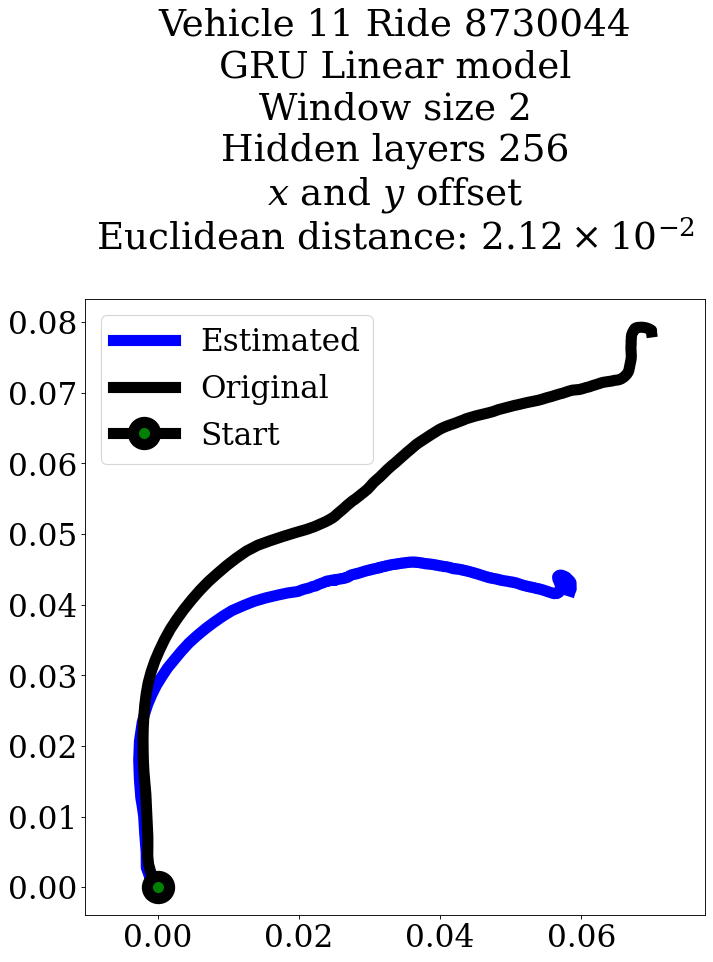 Vehicle 11 Ride 8730044
GRU Linear model
Window size 2
Hidden layers 256
x and y offset
Euclidean distance: 2.12 × 10⁻²
Estimated
Original
Start
0.08
0.07
0.06
0.05
0.04
0.03
0.02
0.01
0.00
0.00 0.02 0.04 0.06